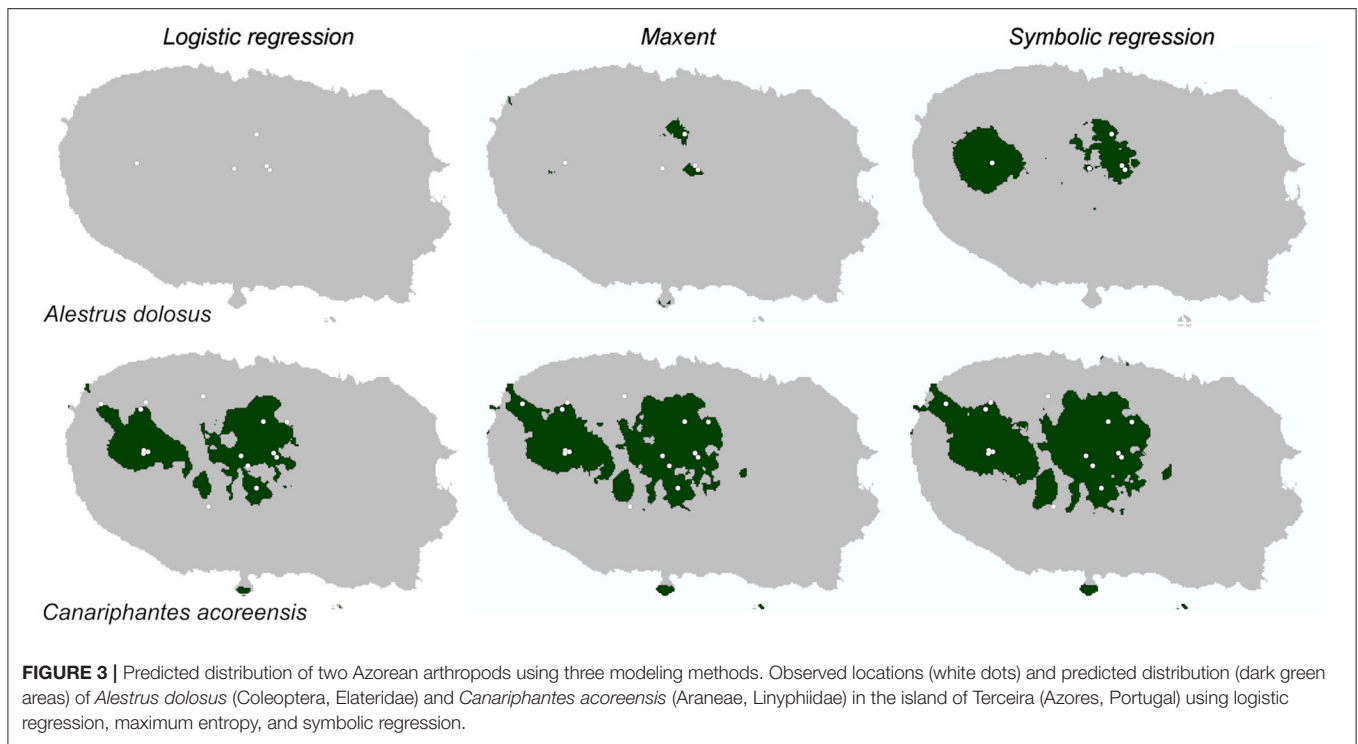 Logistic regression
Maxent
Symbolic regression
Alestrus dolosus
Canariphantes acoreensis
FIGURE 3 | Predicted distribution of two Azorean arthropods using three modeling methods. Observed locations (white dots) and predicted distribution (dark green
areas) of Alestrus dolosus (Coleoptera, Elateridae) and Canariphantes acoreensis (Araneae, Linyphiidae) in the island of Terceira (Azores, Portugal) using logistic
regression, maximum entropy, and symbolic regression.